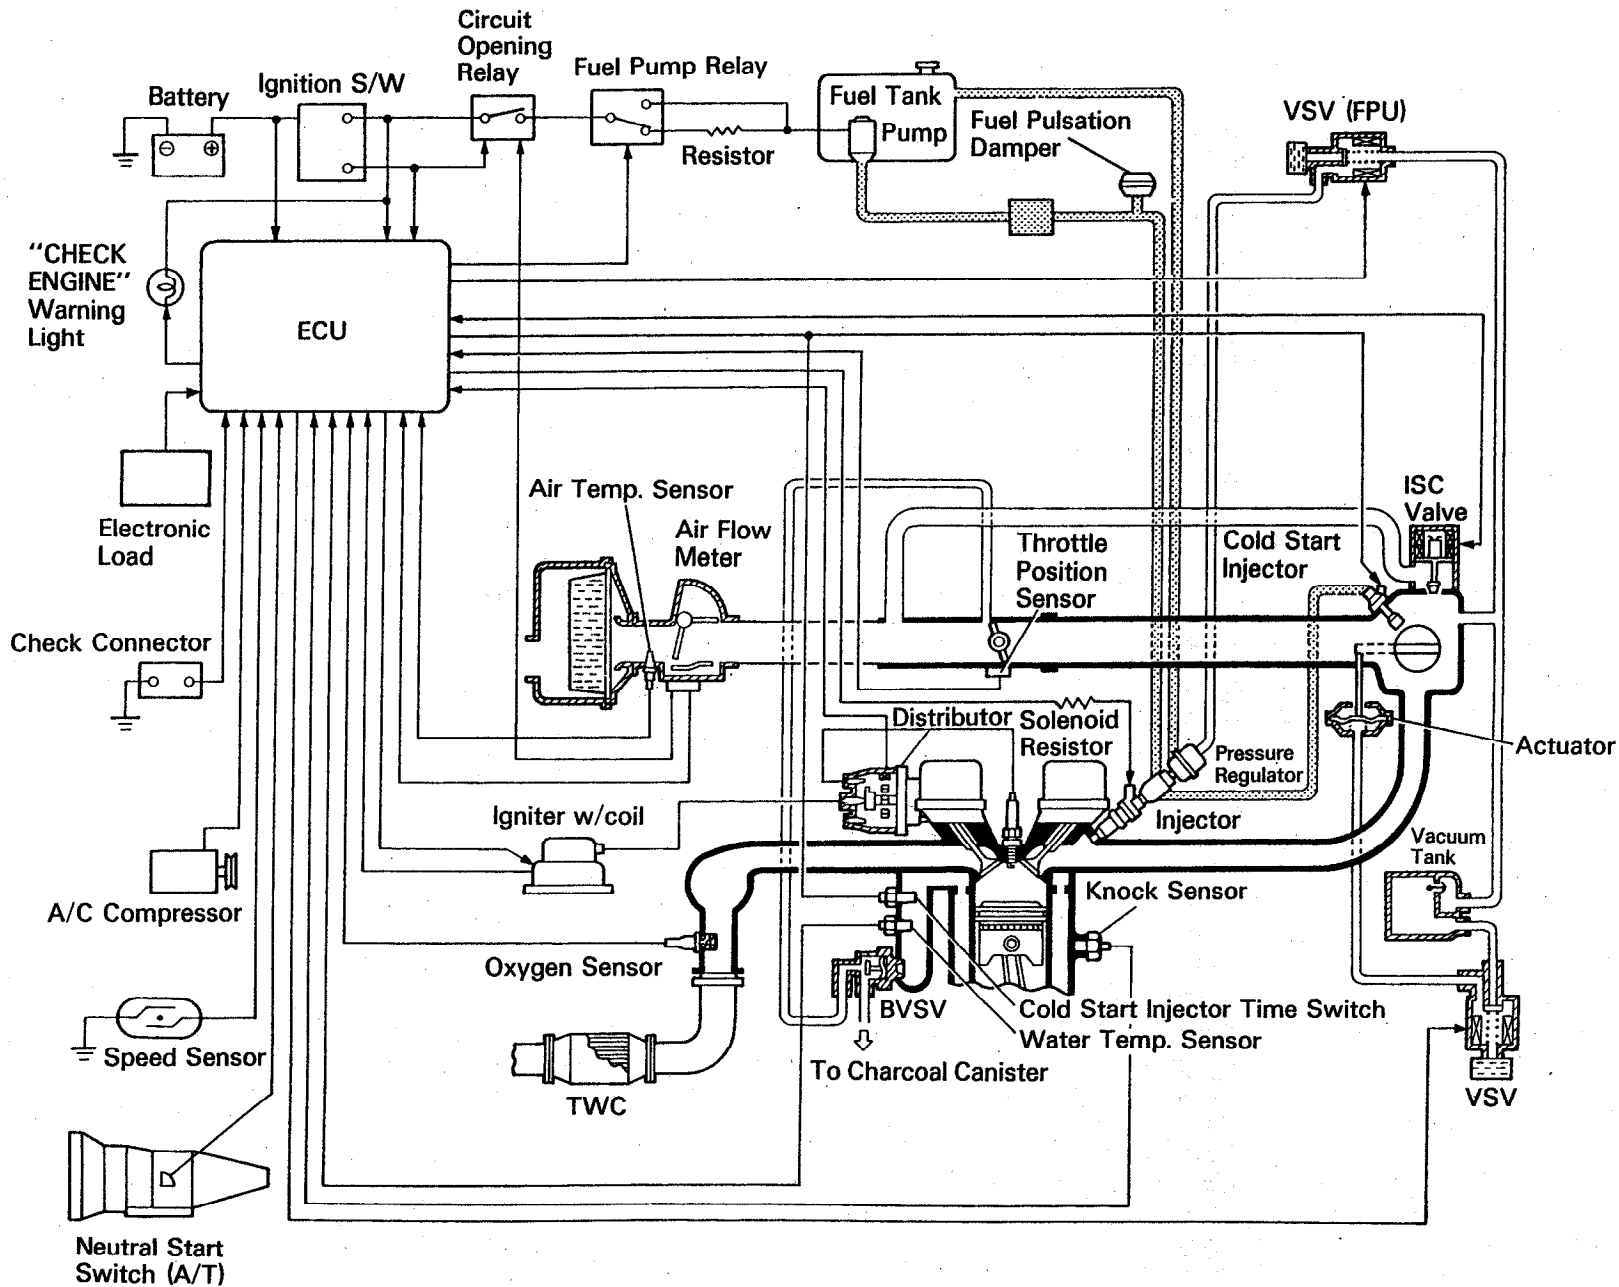 Circuit
Opening
Relay
Fuel Pump Relay
Ignition S/W
Battery
Fuel Tank
Pump
Resistor
Fuel Pulsation
Damper
VSV (FPU)
"CHECK
ENGINE"
Warning
Light
ECU
Electronic
Load
Air Temp. Sensor
Air Flow
Meter
Throttle
Position
Sensor
Cold Start
Injector
ISC
Valve
Check Connector
Distributor
Solenoid
Resistor
Pressure
Regulator
Actuator
Igniter w/coil
Injector
Vacuum
Tank
A/C Compressor
Knock Sensor
Oxygen Sensor
BVSV
Cold Start Injector Time Switch
Water Temp. Sensor
To Charcoal Canister
Speed Sensor
TWC
VSV
Neutral Start
Switch (A/T)